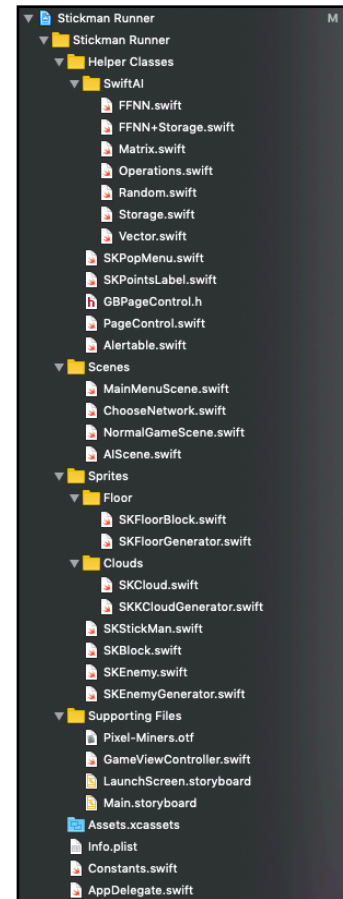 Stickman Runner M
Stickman Runner
Helper Classes
SwiftAI
FFNN.swift
FFNN+Storage.swift
Matrix.swift
Operations.swift
Random.swift
Storage.swift
Vector.swift
SKPopMenu.swift
SKPointsLabel.swift
h GBPageControl.h
PageControl.swift
Alertable.swift
Scenes
MainMenuScene.swift
ChooseNetwork.swift
NormalGameScene.swift
AIScene.swift
Sprites
Floor
SKFloorBlock.swift
SKFloorGenerator.swift
Clouds
SKCloud.swift
SKKCloudGenerator.swift
SKStickMan.swift
SKBlock.swift
SKEnemy.swift
SKEnemyGenerator.swift
Supporting Files
Pixel-Miners.otf
GameViewController.swift
LaunchScreen.storyboard
Main.storyboard
Assets.xcassets
Info.plist
Constants.swift
AppDelegate.swift